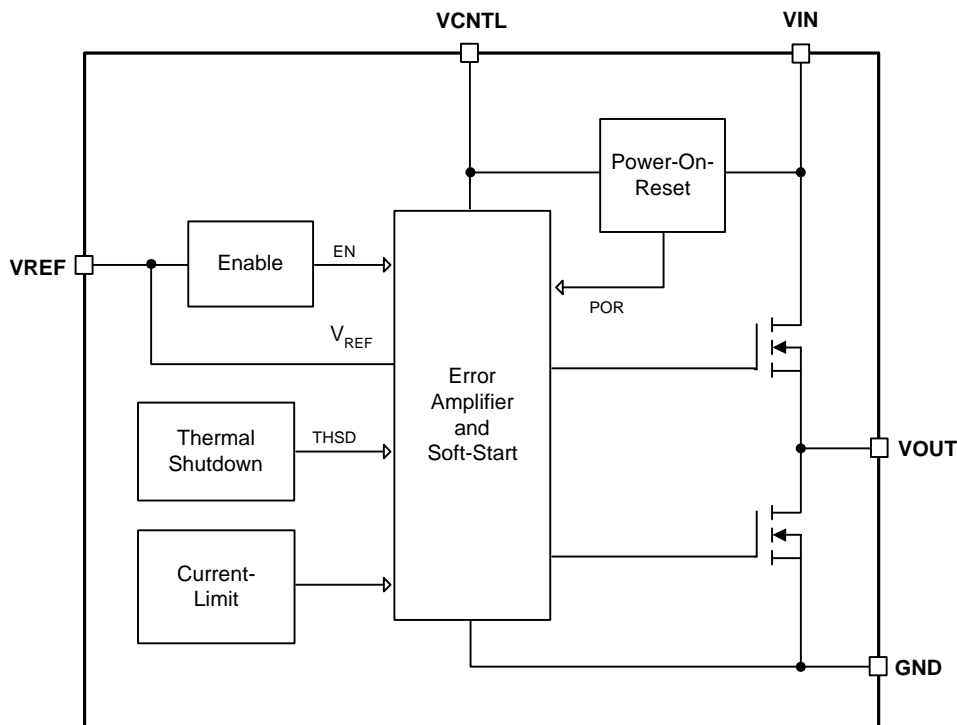 VCNTL
VIN
Power-On-
Reset
VREF
Enable
EN
POR
VREF
Error
Amplifier
and
Soft-Start
Thermal
Shutdown
THSD
VOUT
Current-
Limit
GND